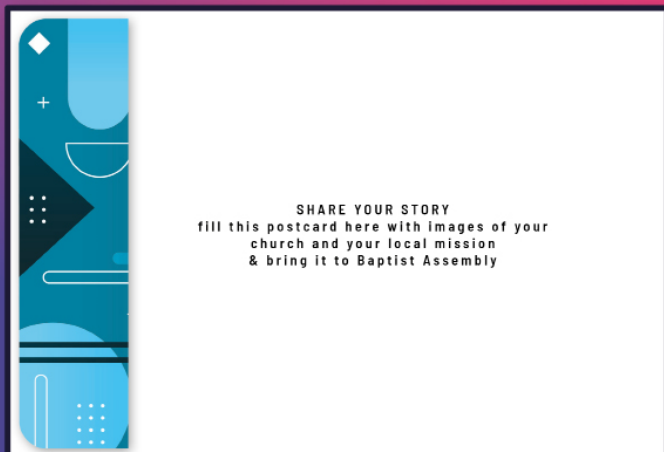 SHARE YOUR STORY
fill this postcard here with images of your
church and your local mission
& bring it to Baptist Assembly